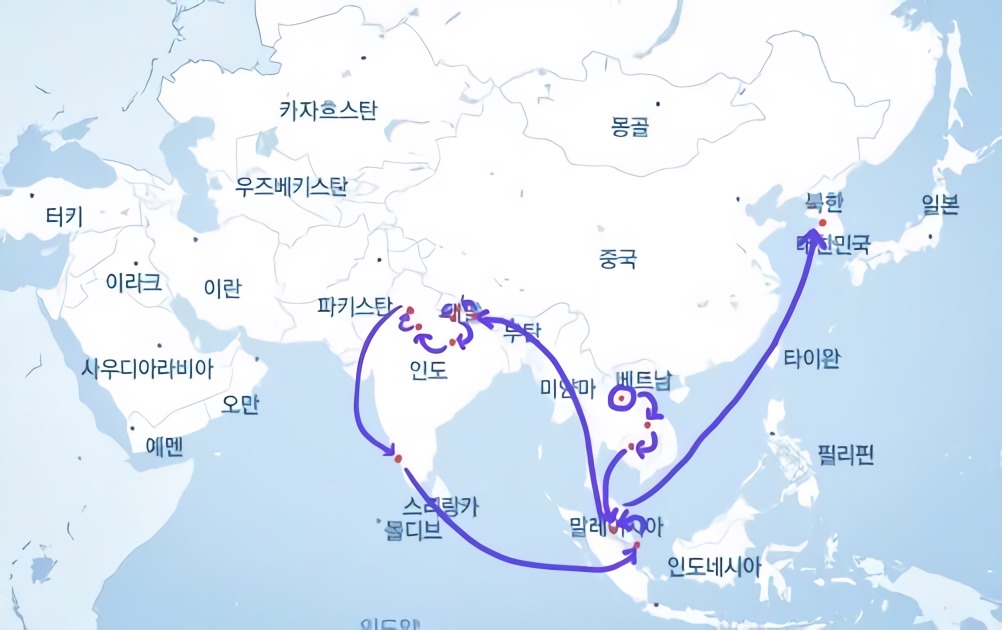 카자흐스탄
몽골
우즈베키스탄
북한
일본
터키
대한민국
중국
이라크
이란
파키스탄
네팔
부탄
인도
사우디아라비아
타이완
미얀마
베트남
오만
예멘
필리핀
스리랑카
몰디브
말레이시아
인도네시아
인도양